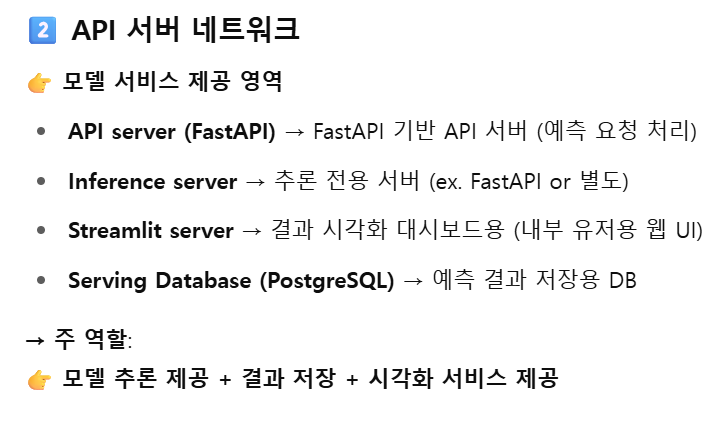 2️⃣ API 서버 네트워크
👉 모델 서비스 제공 영역
• API server (FastAPI) → FastAPI 기반 API 서버 (예측 요청 처리)
• Inference server → 추론 전용 서버 (ex. FastAPI or 별도)
• Streamlit server → 결과 시각화 대시보드용 (내부 유저용 웹 UI)
• Serving Database (PostgreSQL) → 예측 결과 저장용 DB
→ 주 역할:
👉 모델 추론 제공 + 결과 저장 + 시각화 서비스 제공